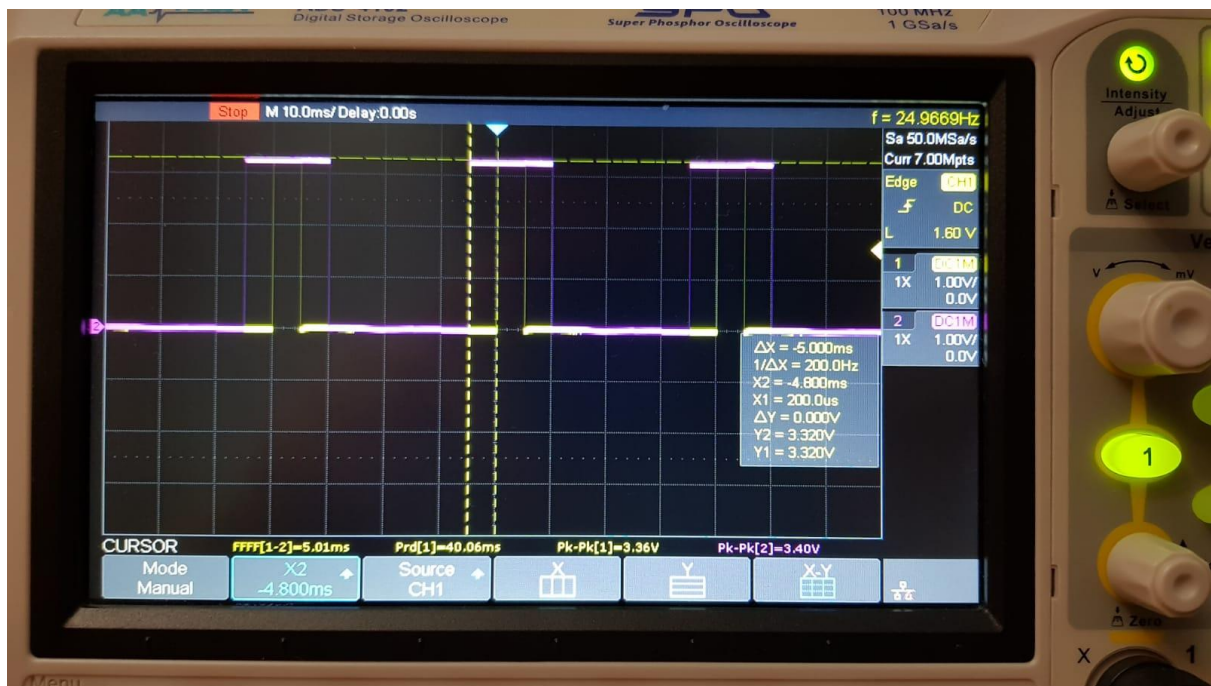 Digital Storage Oscilloscope
Super Phosphor Oscilloscope
100 MHz
1 GSa/s
Stop M 10.0ms/ Delay:0.00s
f = 24.9669Hz
Sa 50.0MSa/s
Curr 7.00Mpts
Edge CH1
DC
L 1.60 V
1 DC1M
1X 1.00V/
0.0V
2 DC1M
1X 1.00V/
0.0V
2
ΔX = -5.000ms
1/ΔX = 200.0Hz
X2 = -4.800ms
X1 = 200.0us
ΔY = 0.000V
Y2 = 3.320V
Y1 = 3.320V
CURSOR FFFF[1-2]=5.01ms Prd[1]=40.06ms Pk-Pk[1]=3.36V Pk-Pk[2]=3.40V
Mode
Manual
X2
-4.800ms
Source
CH1
X
Y
X-Y
Intensity
Adjust
Select
Ve
V mV
1
Zero
X 1
Menu